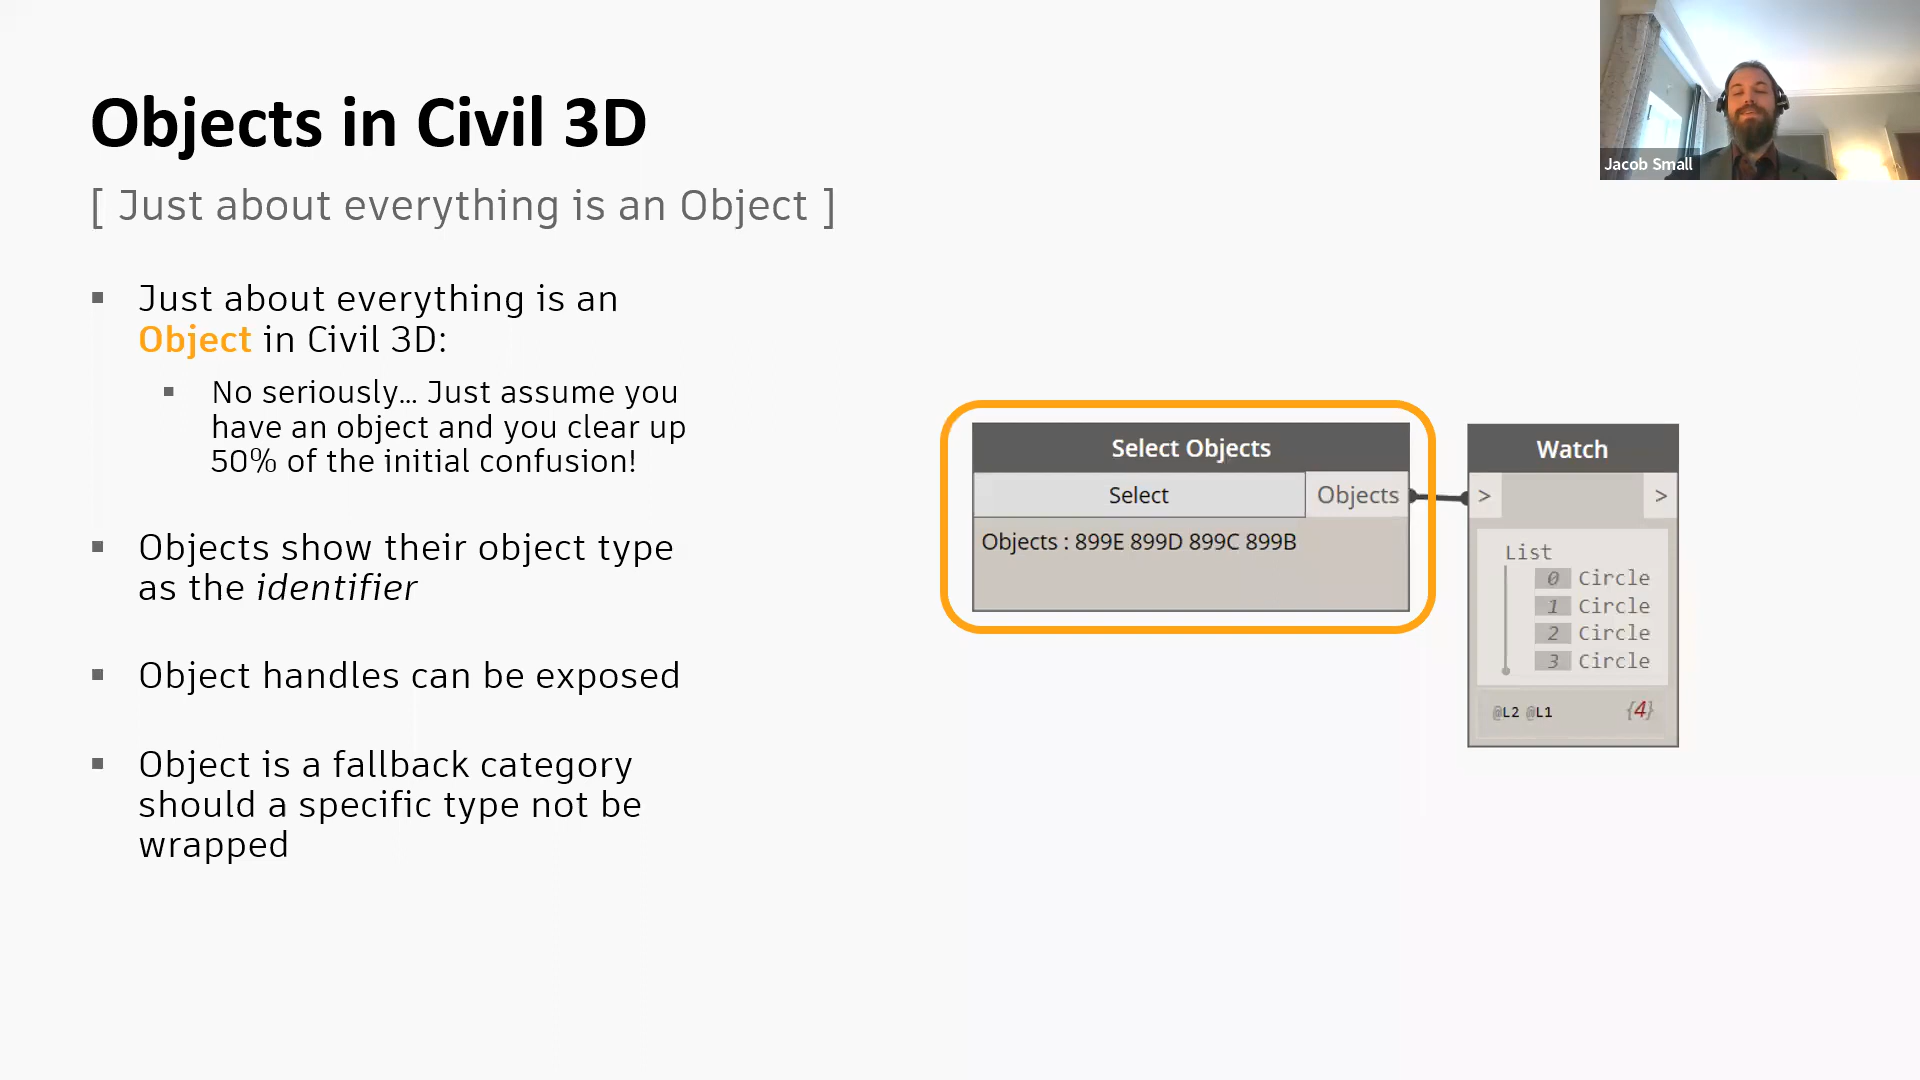 Objects in Civil 3D
[ Just about everything is an Object ]
Jacob Small
Just about everything is an
Object in Civil 3D:
No seriously... Just assume you
have an object and you clear up
50% of the initial confusion!
Objects show their object type
as the identifier
Object handles can be exposed
Object is a fallback category
should a specific type not be
wrapped
Select Objects
Select
Objects
Objects : 899E 899D 899C 899B
Watch
> >
List
0 Circle
1 Circle
2 Circle
3 Circle
@L2 @L1 {4}